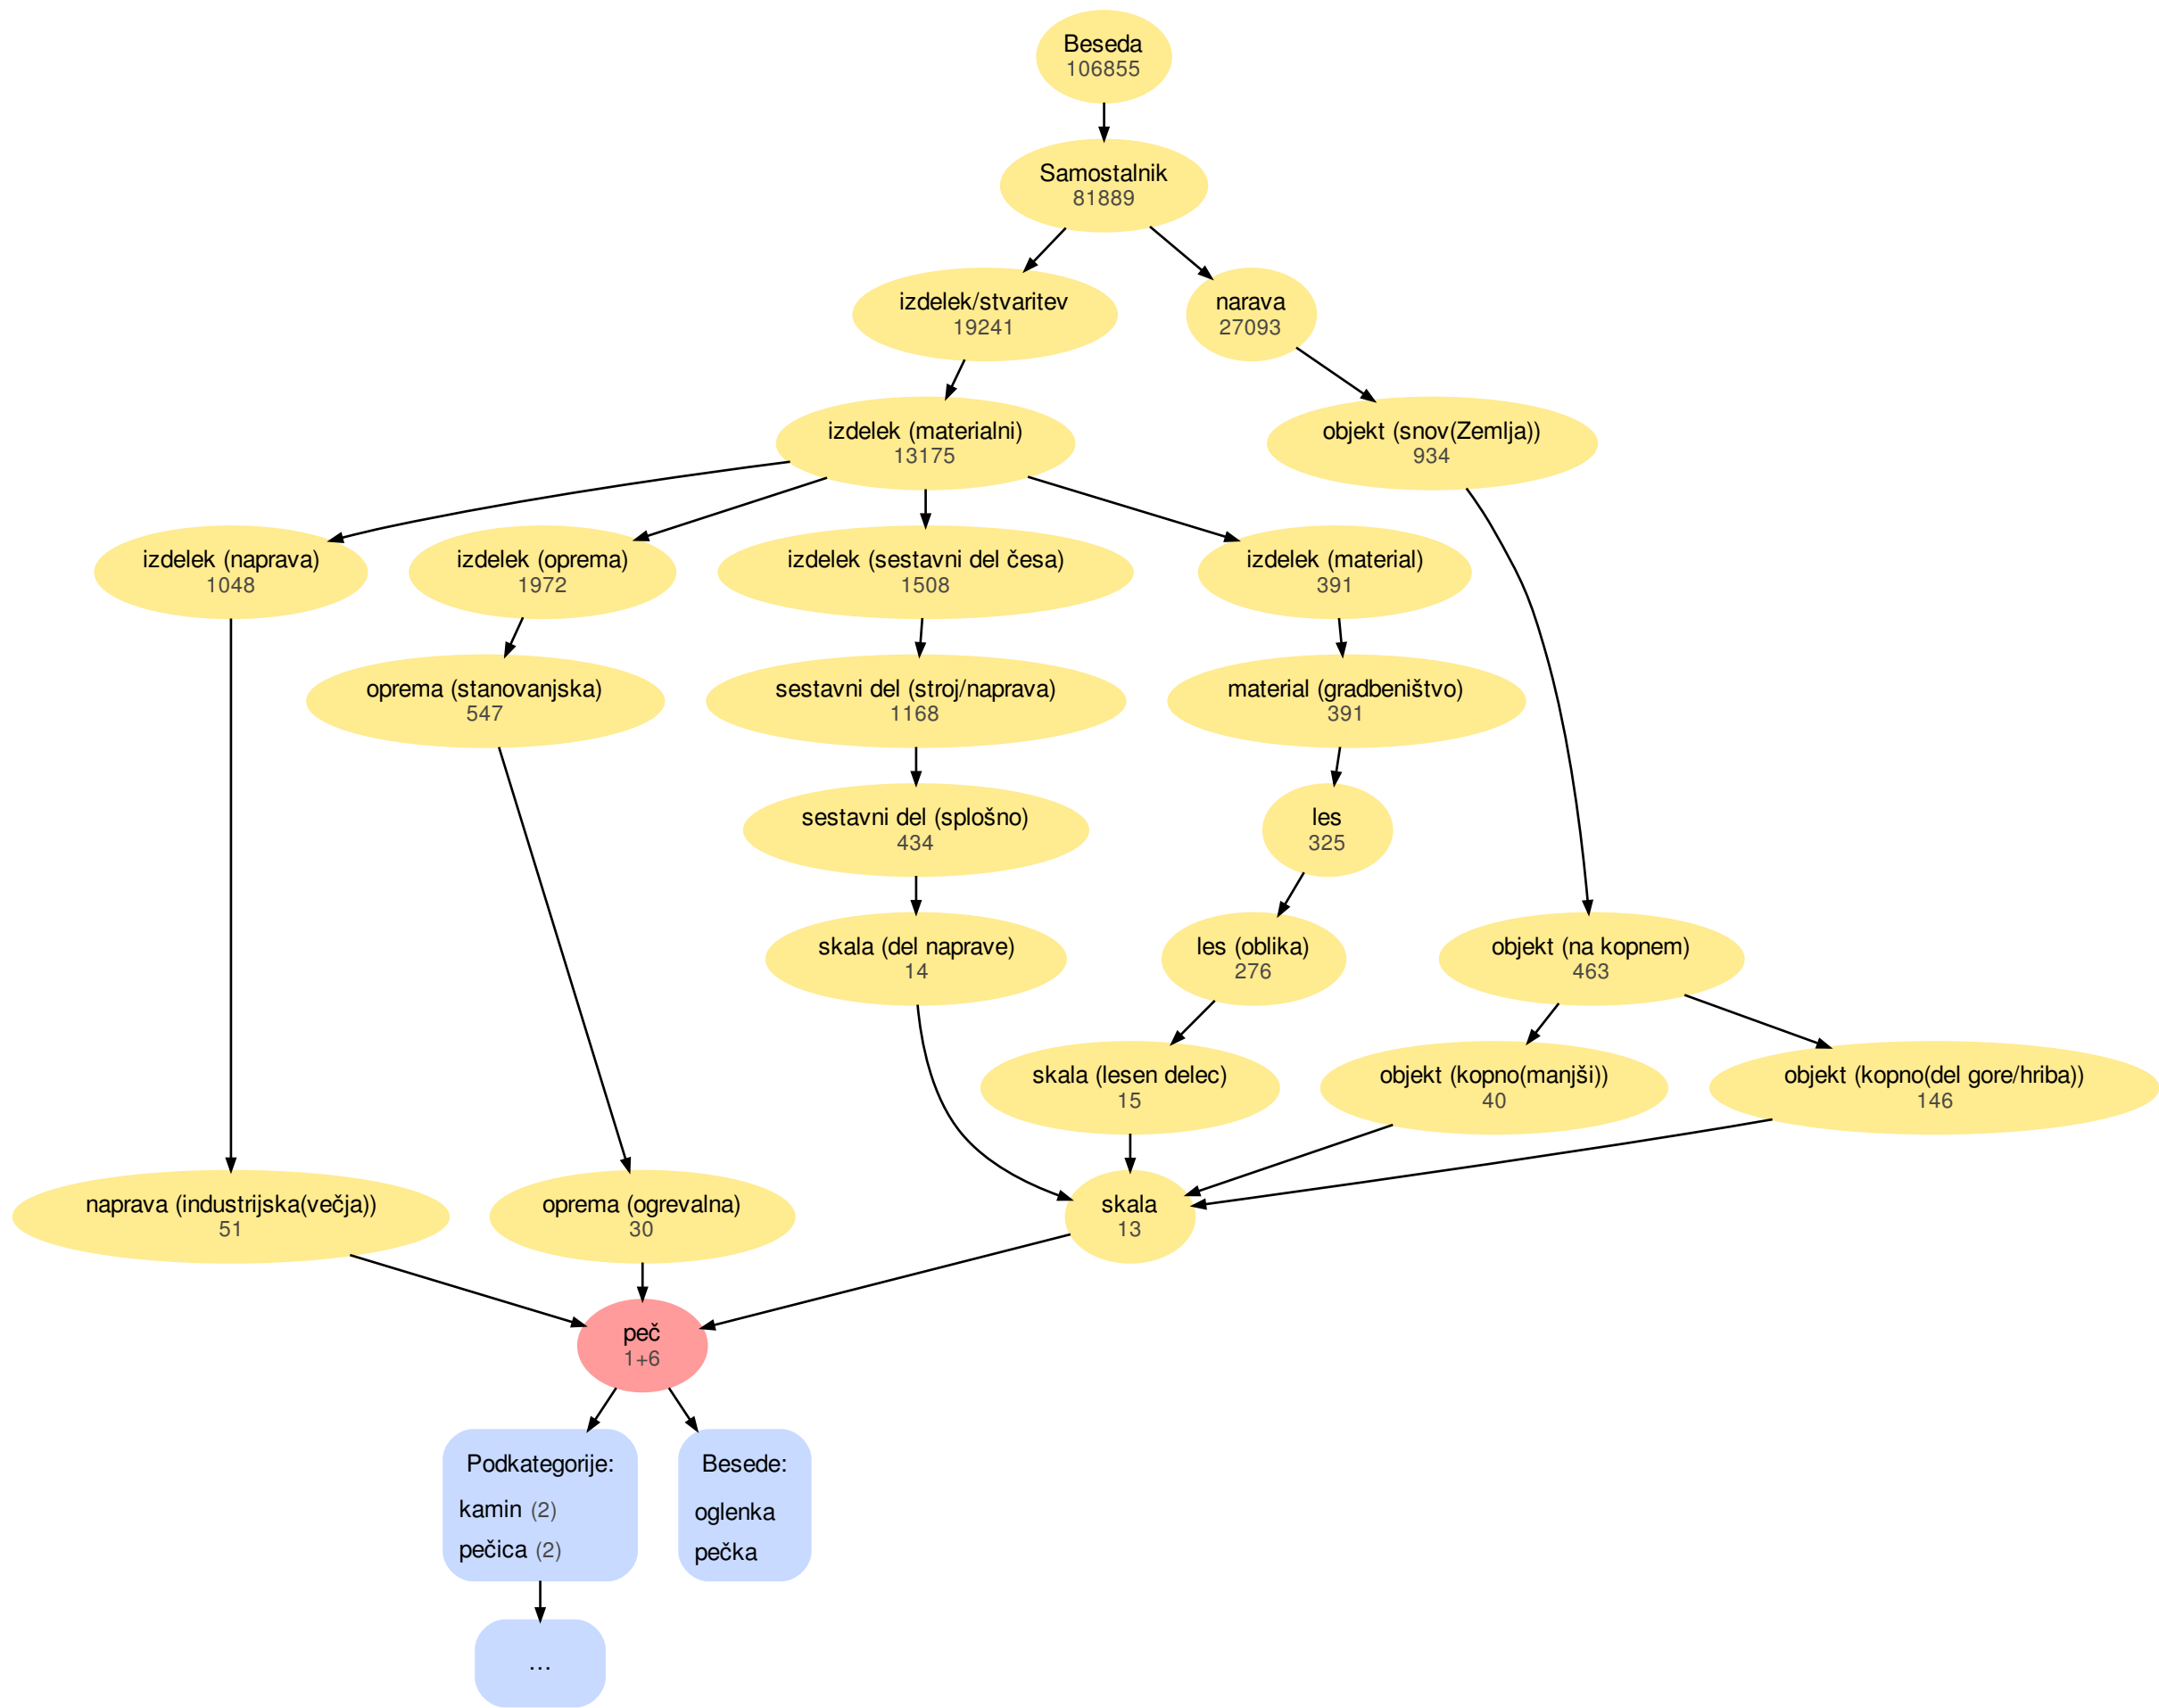 Beseda
106855
Samostalnik
81889
izdelek/stvaritev
19241
narava
27093
izdelek (materialni)
13175
objekt (snov(Zemlja))
934
izdelek (naprava)
1048
izdelek (oprema)
1972
izdelek (sestavni del česa)
1508
izdelek (material)
391
oprema (stanovanjska)
547
sestavni del (stroj/naprava)
1168
material (gradbeništvo)
391
sestavni del (splošno)
434
les
325
skala (del naprave)
14
les (oblika)
276
objekt (na kopnem)
463
skala (lesen delec)
15
objekt (kopno(manjši))
40
objekt (kopno(del gore/hriba))
146
naprava (industrijska(večja))
51
oprema (ogrevalna)
30
skala
13
peč
1+6
Podkategorije:
kamin (2)
pečica (2)
Besede:
oglenka
pečka
...